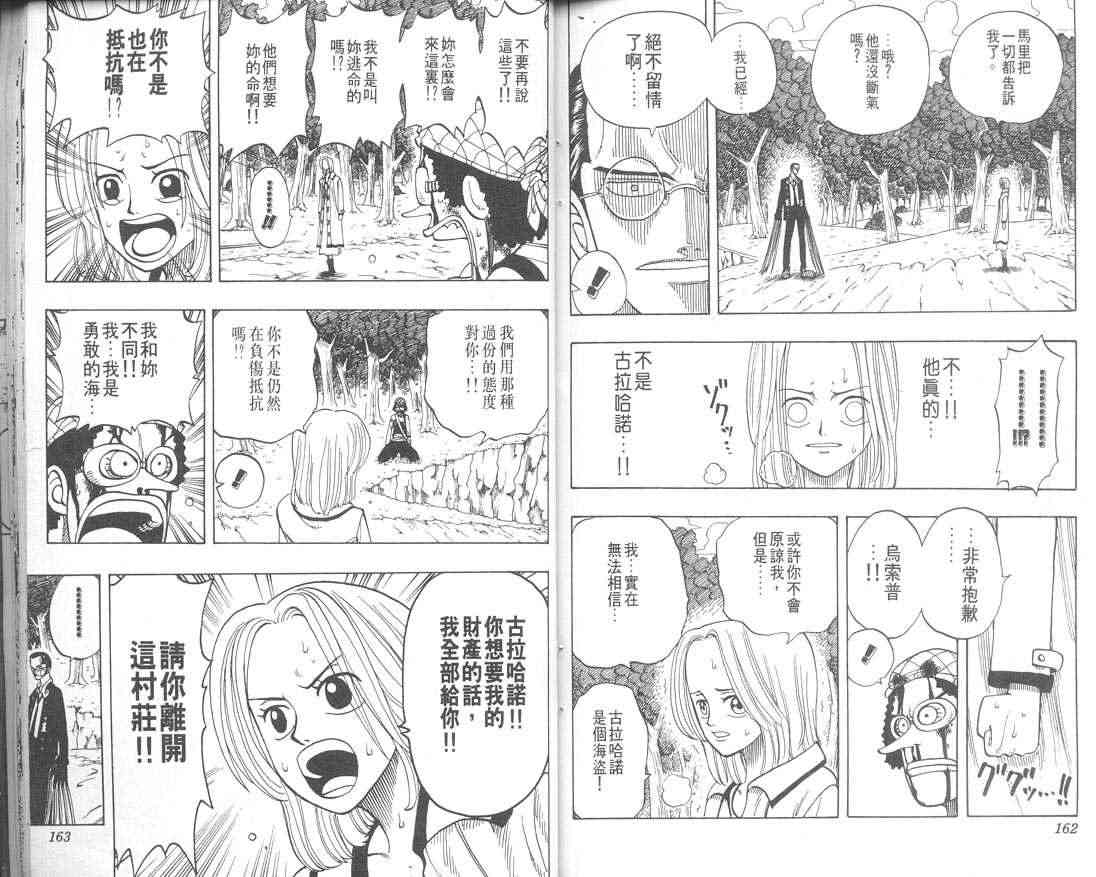 馬里把
一切都告訴
我了。
…哦?
他還沒斷氣
嗎?
…我已經…
絕不留情
了啊……
!
…………!!?
不…!!
他真的…
不是
古拉哈諾…!!
ゾクッ…
…非常抱歉
……
烏索普
…!!
!
グググッ…!!
或許你不會
原諒我,
但是……
我…實在
無法相信…
古拉哈諾
是個海盜!
162
不要再說
這些了!!
妳怎麼會
來這裏!?
我不是叫
妳逃命的
嗎!?
他們想要
妳的命啊!!
……!!
你不是
也在
抵抗嗎!?
我們用那種
過份的態度
對你…!!
你不是仍然
在負傷抵抗
嗎!?
!
我和妳
不同!!
我…我是
勇敢的海…
古拉哈諾!!
你想要我的
財產的話,
我全部給你!!
請你離開
這村莊!!
…………
163